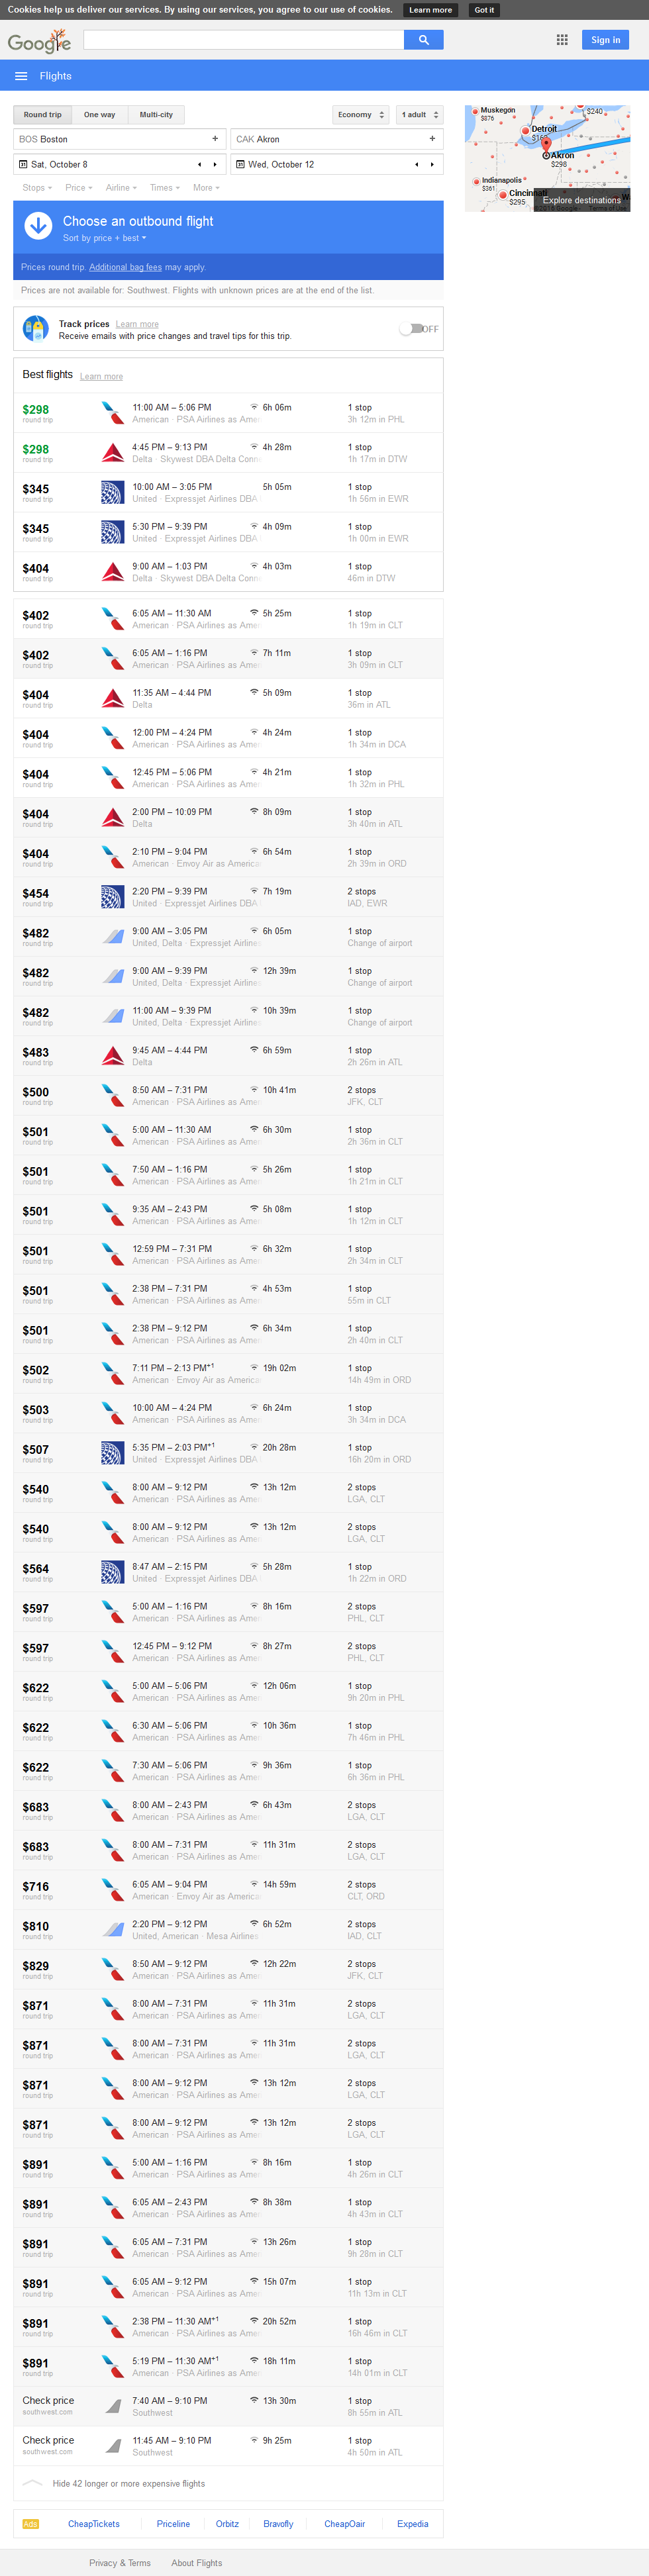 Cookies help us deliver our services. By using our services, you agree to our use of cookies. Learn more Got it
Google
Sign in
Flights
Round trip One way Multi-city Economy 1 adult
BOS Boston + CAK Akron +
Sat, October 8 Wed, October 12
Stops Price Airline Times More
Muskegon
$876
$240
Detroit
Akron
$298
Indianapolis
$361
Cincinnati
$295
Explore destinations
Choose an outbound flight
Sort by price + best
Prices round trip. Additional bag fees may apply.
Prices are not available for: Southwest. Flights with unknown prices are at the end of the list.
Track prices Learn more
Receive emails with price changes and travel tips for this trip.
OFF
Best flights Learn more
$298 11:00 AM – 5:06 PM 6h 06m 1 stop
round trip American · PSA Airlines as Amer 3h 12m in PHL
$298 4:45 PM – 9:13 PM 4h 28m 1 stop
round trip Delta · Skywest DBA Delta Conn 1h 17m in DTW
$345 10:00 AM – 3:05 PM 5h 05m 1 stop
round trip United · Expressjet Airlines DBA 1h 56m in EWR
$345 5:30 PM – 9:39 PM 4h 09m 1 stop
round trip United · Expressjet Airlines DBA 1h 00m in EWR
$404 9:00 AM – 1:03 PM 4h 03m 1 stop
round trip Delta · Skywest DBA Delta Conn 46m in DTW
$402 6:05 AM – 11:30 AM 5h 25m 1 stop
round trip American · PSA Airlines as Amer 1h 19m in CLT
$402 6:05 AM – 1:16 PM 7h 11m 1 stop
round trip American · PSA Airlines as Amer 3h 09m in CLT
$404 11:35 AM – 4:44 PM 5h 09m 1 stop
round trip Delta 36m in ATL
$404 12:00 PM – 4:24 PM 4h 24m 1 stop
round trip American · PSA Airlines as Amer 1h 34m in DCA
$404 12:45 PM – 5:06 PM 4h 21m 1 stop
round trip American · PSA Airlines as Amer 1h 32m in PHL
$404 2:00 PM – 10:09 PM 8h 09m 1 stop
round trip Delta 3h 40m in ATL
$404 2:10 PM – 9:04 PM 6h 54m 1 stop
round trip American · Envoy Air as America 2h 39m in ORD
$454 2:20 PM – 9:39 PM 7h 19m 2 stops
round trip United · Expressjet Airlines DBA IAD, EWR
$482 9:00 AM – 3:05 PM 6h 05m 1 stop
round trip United, Delta · Expressjet Airline Change of airport
$482 9:00 AM – 9:39 PM 12h 39m 1 stop
round trip United, Delta · Expressjet Airline Change of airport
$482 11:00 AM – 9:39 PM 10h 39m 1 stop
round trip United, Delta · Expressjet Airline Change of airport
$483 9:45 AM – 4:44 PM 6h 59m 1 stop
round trip Delta 2h 26m in ATL
$500 8:50 AM – 7:31 PM 10h 41m 2 stops
round trip American · PSA Airlines as Amer JFK, CLT
$501 5:00 AM – 11:30 AM 6h 30m 1 stop
round trip American · PSA Airlines as Amer 2h 36m in CLT
$501 7:50 AM – 1:16 PM 5h 26m 1 stop
round trip American · PSA Airlines as Amer 1h 21m in CLT
$501 9:35 AM – 2:43 PM 5h 08m 1 stop
round trip American · PSA Airlines as Amer 1h 12m in CLT
$501 12:59 PM – 7:31 PM 6h 32m 1 stop
round trip American · PSA Airlines as Amer 2h 34m in CLT
$501 2:38 PM – 7:31 PM 4h 53m 1 stop
round trip American · PSA Airlines as Amer 55m in CLT
$501 2:38 PM – 9:12 PM 6h 34m 1 stop
round trip American · PSA Airlines as Amer 2h 40m in CLT
$502 7:11 PM – 2:13 PM+1 19h 02m 1 stop
round trip American · Envoy Air as America 14h 49m in ORD
$503 10:00 AM – 4:24 PM 6h 24m 1 stop
round trip American · PSA Airlines as Amer 3h 34m in DCA
$507 5:35 PM – 2:03 PM+1 20h 28m 1 stop
round trip United · Expressjet Airlines DBA 16h 20m in ORD
$540 8:00 AM – 9:12 PM 13h 12m 2 stops
round trip American · PSA Airlines as Amer LGA, CLT
$540 8:00 AM – 9:12 PM 13h 12m 2 stops
round trip American · PSA Airlines as Amer LGA, CLT
$564 8:47 AM – 2:15 PM 5h 28m 1 stop
round trip United · Expressjet Airlines DBA 1h 22m in ORD
$597 5:00 AM – 1:16 PM 8h 16m 2 stops
round trip American · PSA Airlines as Amer PHL, CLT
$597 12:45 PM – 9:12 PM 8h 27m 2 stops
round trip American · PSA Airlines as Amer PHL, CLT
$622 5:00 AM – 5:06 PM 12h 06m 1 stop
round trip American · PSA Airlines as Amer 9h 20m in PHL
$622 6:30 AM – 5:06 PM 10h 36m 1 stop
round trip American · PSA Airlines as Amer 7h 46m in PHL
$622 7:30 AM – 5:06 PM 9h 36m 1 stop
round trip American · PSA Airlines as Amer 6h 36m in PHL
$683 8:00 AM – 2:43 PM 6h 43m 2 stops
round trip American · PSA Airlines as Amer LGA, CLT
$683 8:00 AM – 7:31 PM 11h 31m 2 stops
round trip American · PSA Airlines as Amer LGA, CLT
$716 6:05 AM – 9:04 PM 14h 59m 2 stops
round trip American · Envoy Air as America CLT, ORD
$810 2:20 PM – 9:12 PM 6h 52m 2 stops
round trip United, American · Mesa Airlines IAD, CLT
$829 8:50 AM – 9:12 PM 12h 22m 2 stops
round trip American · PSA Airlines as Amer JFK, CLT
$871 8:00 AM – 7:31 PM 11h 31m 2 stops
round trip American · PSA Airlines as Amer LGA, CLT
$871 8:00 AM – 7:31 PM 11h 31m 2 stops
round trip American · PSA Airlines as Amer LGA, CLT
$871 8:00 AM – 9:12 PM 13h 12m 2 stops
round trip American · PSA Airlines as Amer LGA, CLT
$871 8:00 AM – 9:12 PM 13h 12m 2 stops
round trip American · PSA Airlines as Amer LGA, CLT
$891 5:00 AM – 1:16 PM 8h 16m 1 stop
round trip American · PSA Airlines as Amer 4h 26m in CLT
$891 6:05 AM – 2:43 PM 8h 38m 1 stop
round trip American · PSA Airlines as Amer 4h 43m in CLT
$891 6:05 AM – 7:31 PM 13h 26m 1 stop
round trip American · PSA Airlines as Amer 9h 28m in CLT
$891 6:05 AM – 9:12 PM 15h 07m 1 stop
round trip American · PSA Airlines as Amer 11h 13m in CLT
$891 2:38 PM – 11:30 AM+1 20h 52m 1 stop
round trip American · PSA Airlines as Amer 16h 46m in CLT
$891 5:19 PM – 11:30 AM+1 18h 11m 1 stop
round trip American · PSA Airlines as Amer 14h 01m in CLT
Check price 7:40 AM – 9:10 PM 13h 30m 1 stop
southwest.com Southwest 8h 55m in ATL
Check price 11:45 AM – 9:10 PM 9h 25m 1 stop
southwest.com Southwest 4h 50m in ATL
Hide 42 longer or more expensive flights
Ads CheapTickets Priceline Orbitz Bravofly CheapOair Expedia
Privacy & Terms About Flights